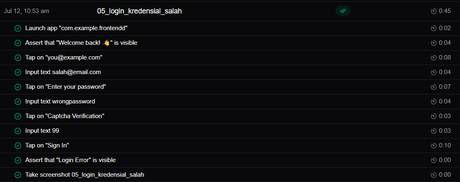 Jul 12, 10:53 am 05_login_kredensial_salah 0:45
Launch app "com.example.frontendd" 0:02
Assert that "Welcome back! 👋" is visible 0:04
Tap on "you@example.com" 0:08
Input text salah@email.com 0:04
Tap on "Enter your password" 0:07
Input text wrongpassword 0:04
Tap on "Captcha Verification" 0:03
Input text 99 0:03
Tap on "Sign In" 0:10
Assert that "Login Error" is visible 0:00
Take screenshot 05_login_kredensial_salah 0:00